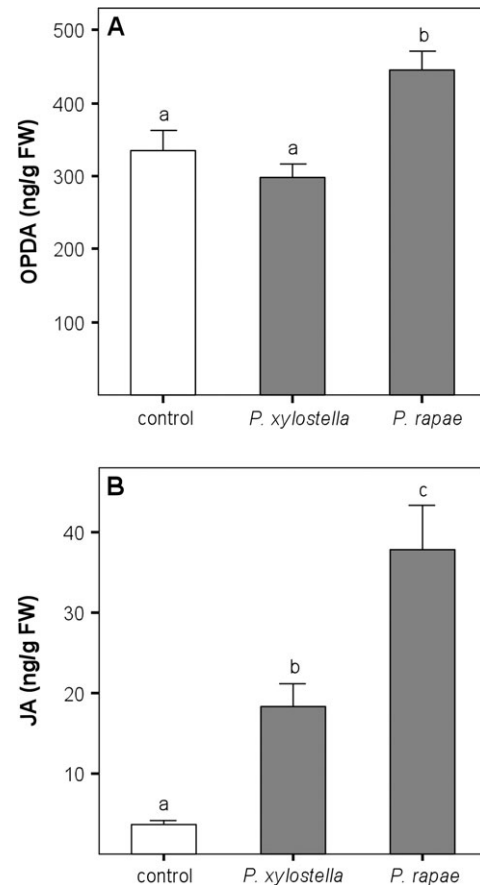 A
OPDA (ng/g FW)
500
400
300
200
100
a
a
b
control P. xylostella P. rapae
B
JA (ng/g FW)
40
30
20
10
a
b
c
control P. xylostella P. rapae